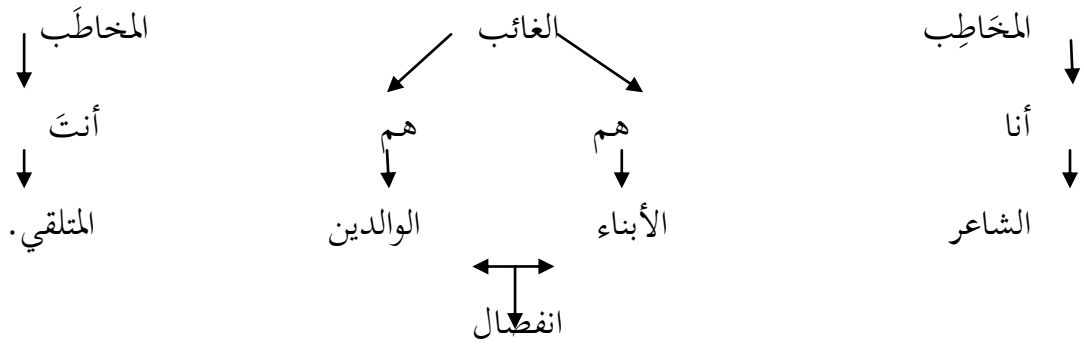 المخَاطِب الغائب المخاطَب
أنا هم هم أنتَ
الشاعر الأبناء الوالدين المتلقي.
انفصال